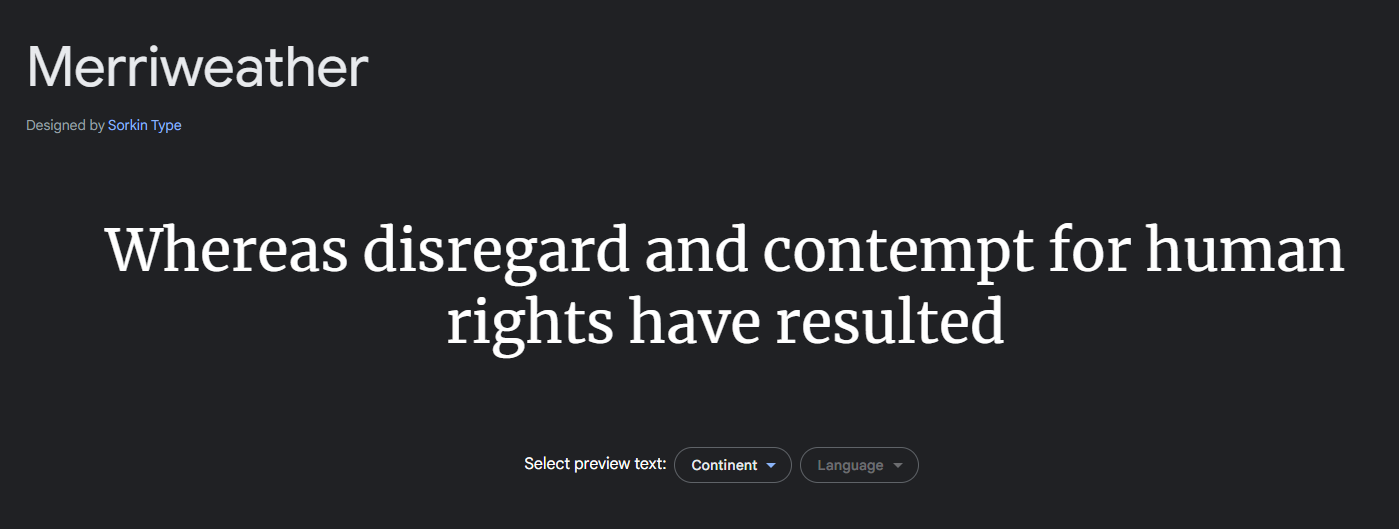 Merriweather
Designed by Sorkin Type
Whereas disregard and contempt for human
rights have resulted
Select preview text: Continent Language